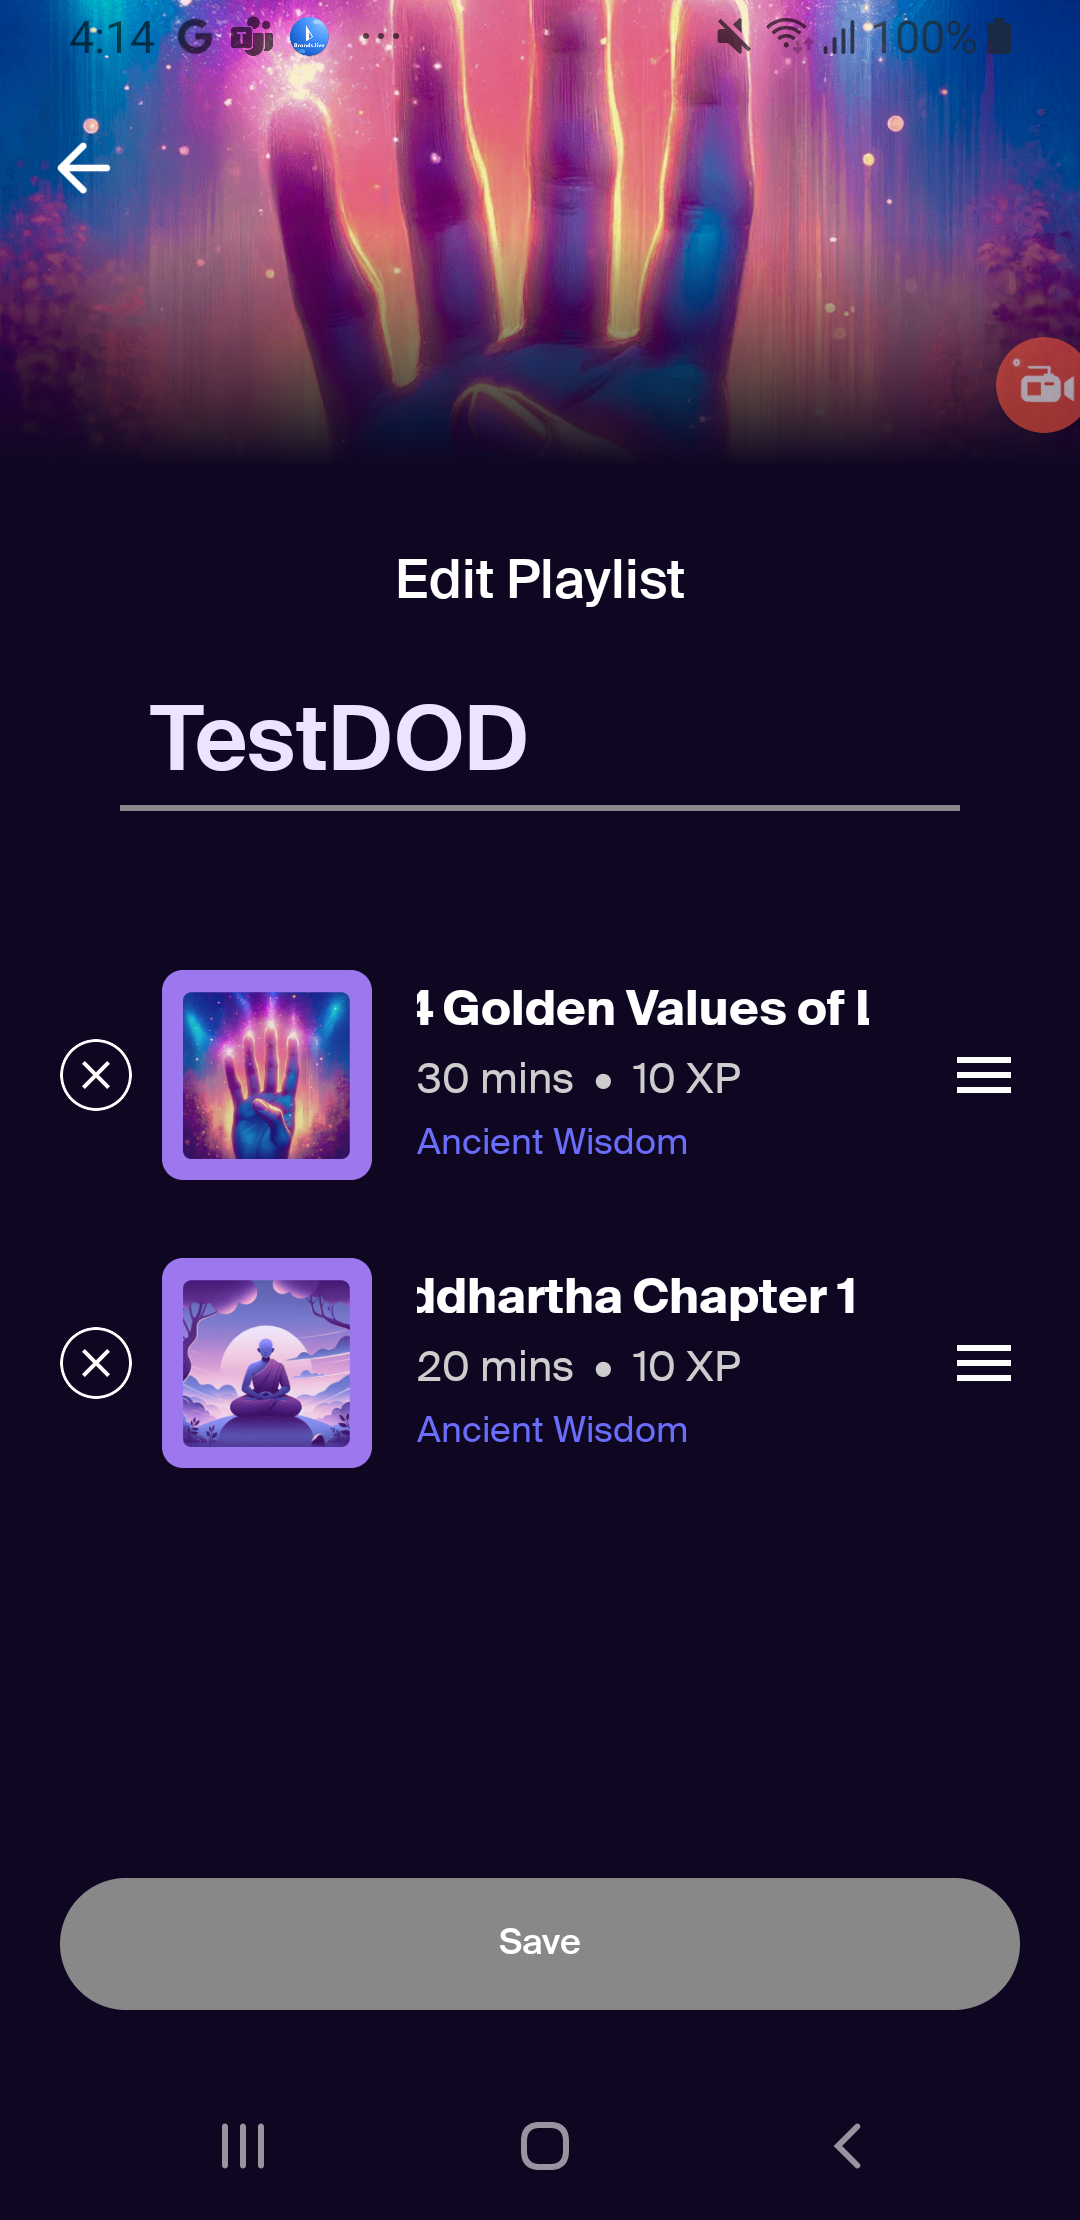 4:14
100%
Edit Playlist
TestDOD
4 Golden Values of
30 mins • 10 XP
Ancient Wisdom
ddhartha Chapter 1
20 mins • 10 XP
Ancient Wisdom
Save